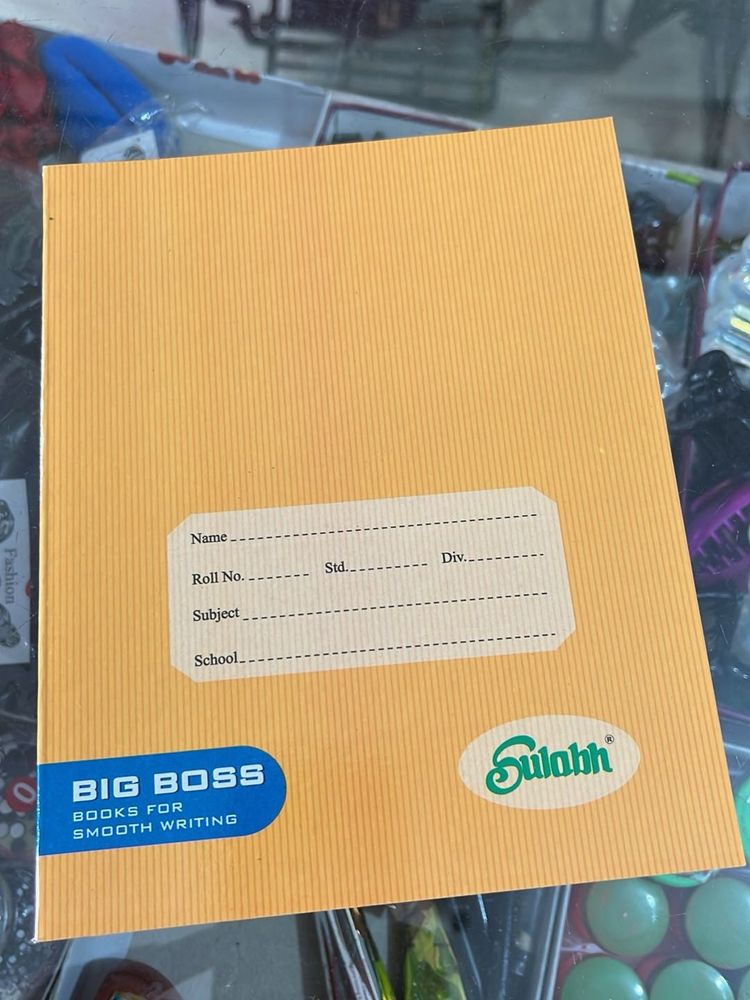 Name
Roll No. Std. Div.
Subject
School
BIG BOSS
BOOKS FOR
SMOOTH WRITING
Sulabh ®
Fashion